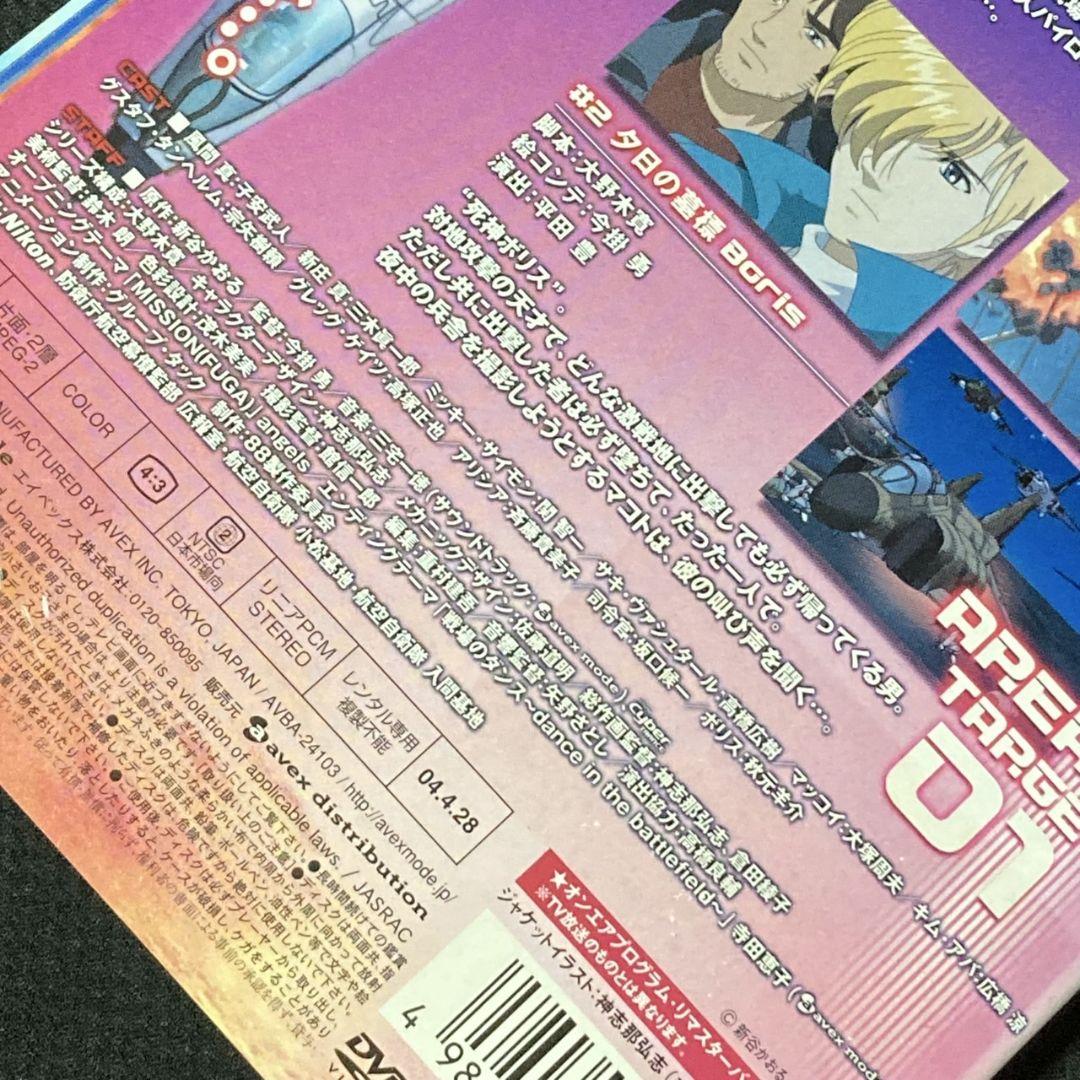 スパイロ
#2 夕日の墓標 Boris
脚本:大野木寛
絵コンテ:今掛 勇
演出:平田 豊
“死神ボリス”。
対地攻撃の天才で、どんな激戦地に出撃しても必ず帰ってくる男。
ただし共に出撃した者は必ず墜ちて、たった一人で。
夜中の兵舎を撮影しようとするマコトは、彼の叫び声を聞く…。
AREA
TARGET
01
CAST ■風間 真:子安武人/新庄 真:三木眞一郎/ミッキー・サイモン:関 智一/サキ・ヴァシュタール:高橋広樹/マッコイ:大塚周夫/キム・アバ:広橋 涼
グスタフ・タンヘルム:宗矢樹頼/グレッグ・ゲイツ:高塚正也/アリシア:若瀬真美子/司令官:坂口候一/ボリス:秋元羊介
STAFF ■原作:新谷かおる/監督:今掛 勇/音楽:三宅一徳(サウンドトラック:avex mode) Cyber
シリーズ構成:大野木寛/キャラクターデザイン:神志那弘志/メカニックデザイン:佐藤道明/総作画監督:神志那弘志、倉田綾子
美術監督:鈴木 朗/色彩設計:茂木孝美/撮影監督:舘信一郎/編集:重村建吾/音響監督:矢野さとし/演出協力:高橋良輔
オープニングテーマ「MISSION(FUGA)」angels/エンディングテーマ「戦場のダンス~dance in the battlefield~」寺田恵子(avex mod
アニメーション制作:グループ・タック/制作:88製作委員会
Nikon、防衛庁航空幕僚監部 広報室・航空自衛隊 小松基地・航空自衛隊 入間基地
片面・2層
MPEG-2
COLOR
4:3
2
NTSC
日本市場向
リニアPCM
STEREO
レンタル専用
複製不能
04.4.28
MANUFACTURED BY AVEX INC. TOKYO, JAPAN / AVBA-24103 / http://avexmode.jp/
エイベックス株式会社:0120-850095 販売元 avex distribution
Unauthorized duplication is a violation of applicable laws. / JASRAC
★オンエアプログラム・リマスターバ
※TV放送のものとは異なります。
ジャケットイラスト:神志那弘志
© 新谷かおる
4
98
DVD